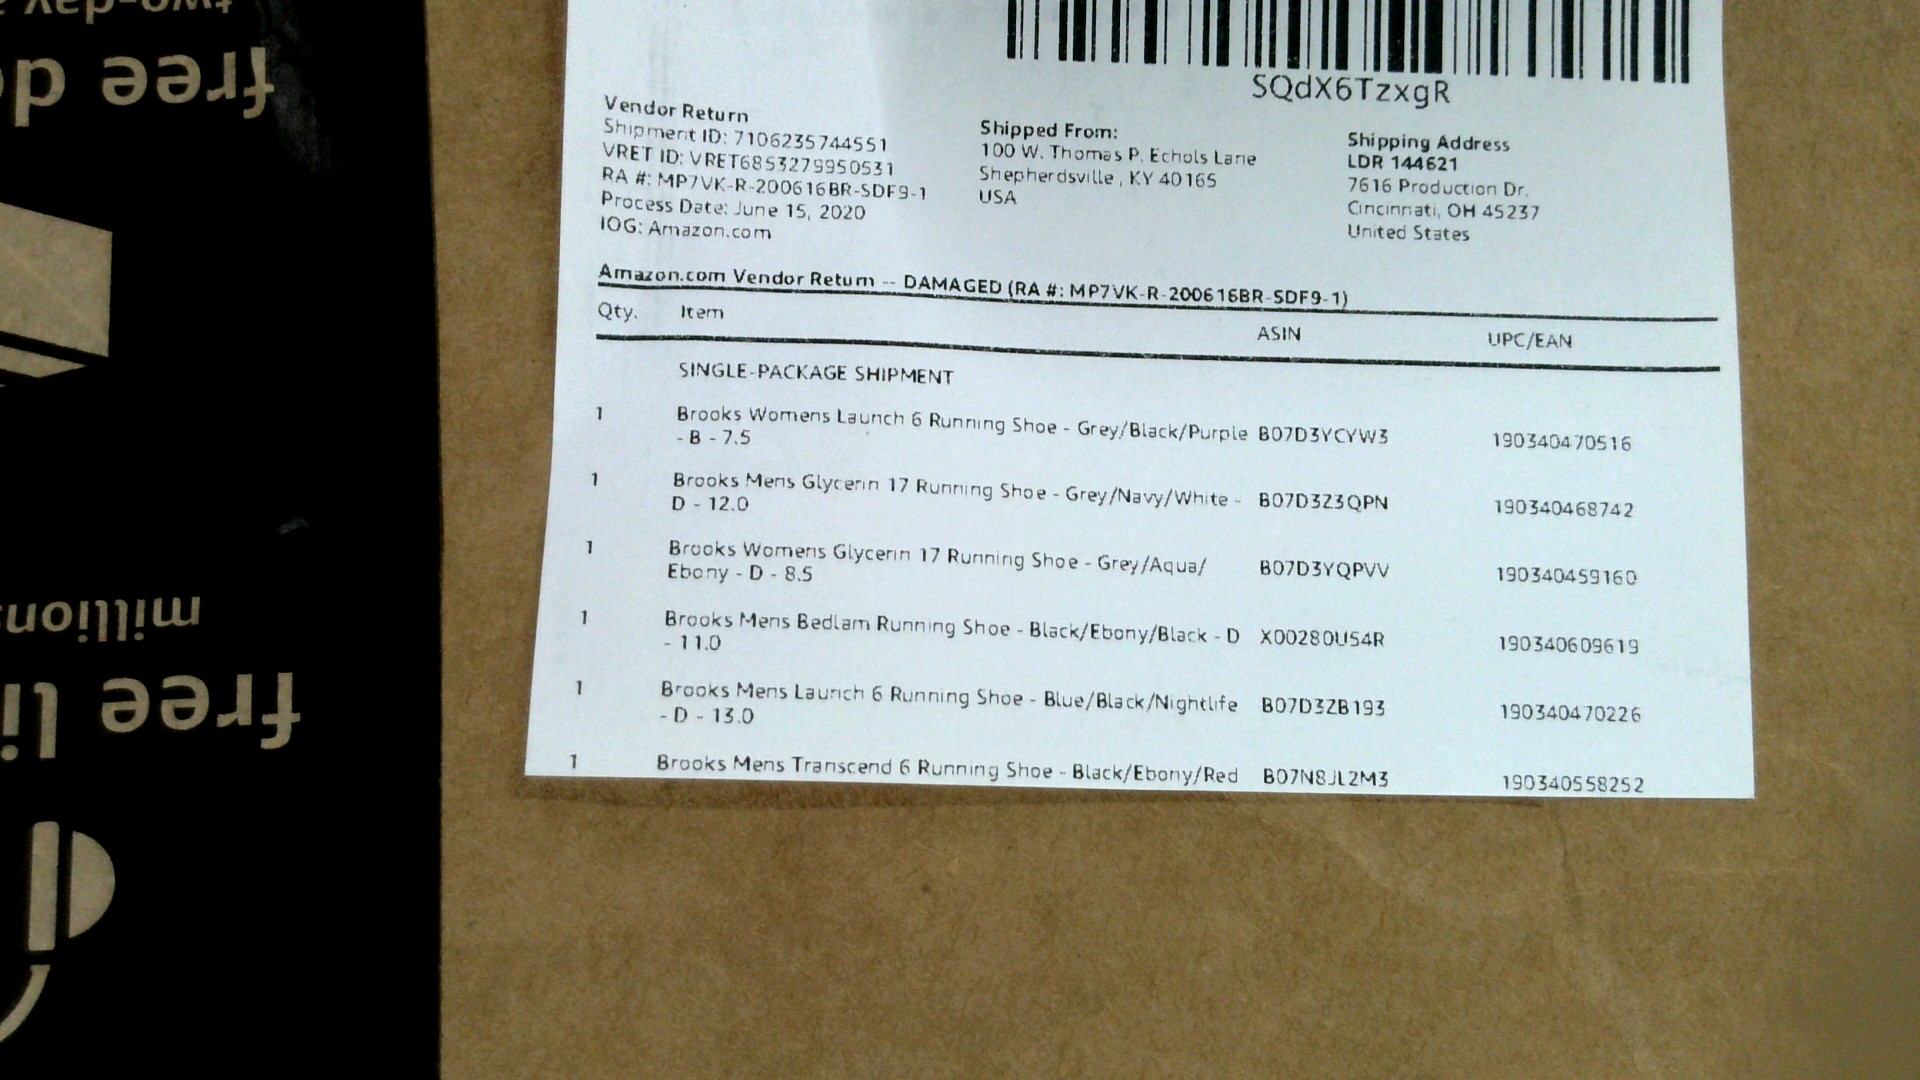 SQdX6TzxgR
Vendor Return
Shipment ID: 7106235744551
VRET ID: VRET6853279950531
RA #: MP7VK-R-200616BR-SDF9-1
Process Date: June 15, 2020
IOG: Amazon.com
Shipped From:
100 W. Thomas P. Echols Lane
Shepherdsville , KY 40165
USA
Shipping Address
LDR 144621
7616 Production Dr.
Cincinnati, OH 45237
United States
Amazon.com Vendor Return -- DAMAGED (RA #: MP7VK-R-200616BR-SDF9-1)
Qty. Item ASIN UPC/EAN
SINGLE-PACKAGE SHIPMENT
1 Brooks Womens Launch 6 Running Shoe - Grey/Black/Purple B07D3YCYW3 190340470516
- B - 7.5
1 Brooks Mens Glycerin 17 Running Shoe - Grey/Navy/White - B07D3Z3QPN 190340468742
D - 12.0
1 Brooks Womens Glycerin 17 Running Shoe - Grey/Aqua/ B07D3YQPVV 190340459160
Ebony - D - 8.5
1 Brooks Mens Bedlam Running Shoe - Black/Ebony/Black - D X00280U54R 190340609619
- 11.0
1 Brooks Mens Launch 6 Running Shoe - Blue/Black/Nightlife B07D3ZB193 190340470226
- D - 13.0
1 Brooks Mens Transcend 6 Running Shoe - Black/Ebony/Red B07N8JL2M3 190340558252
two-day
free
million
free